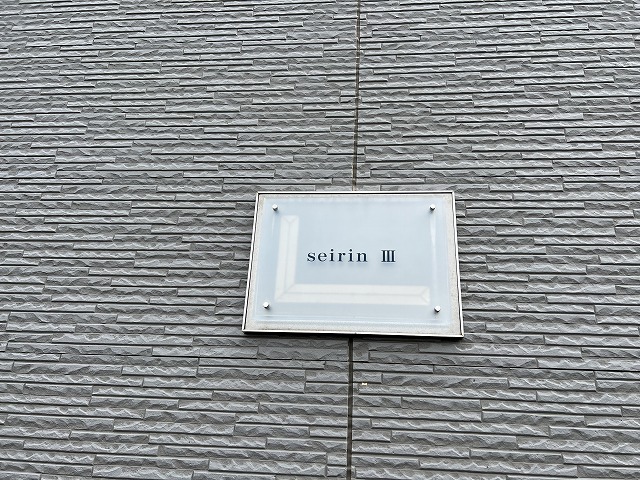 seirin Ⅲ